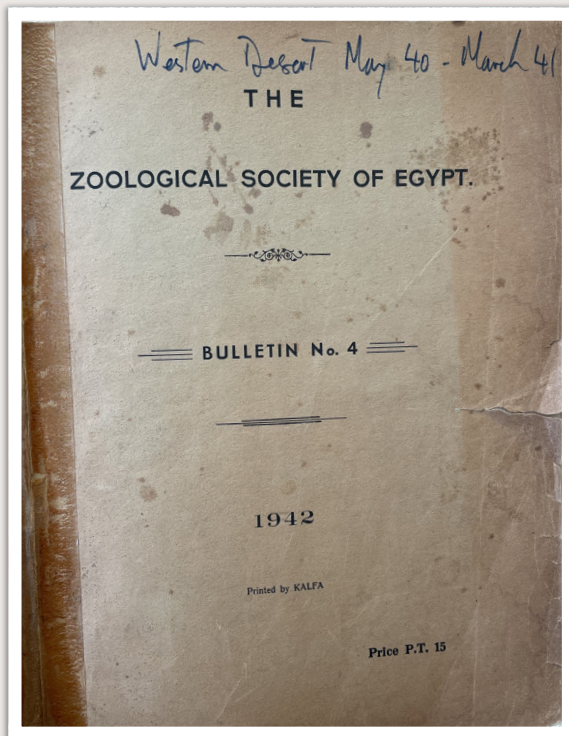 Western Desert May 40 - March 41
THE
ZOOLOGICAL SOCIETY OF EGYPT.
BULLETIN No. 4
1942
Printed by KALFA
Price P.T. 15